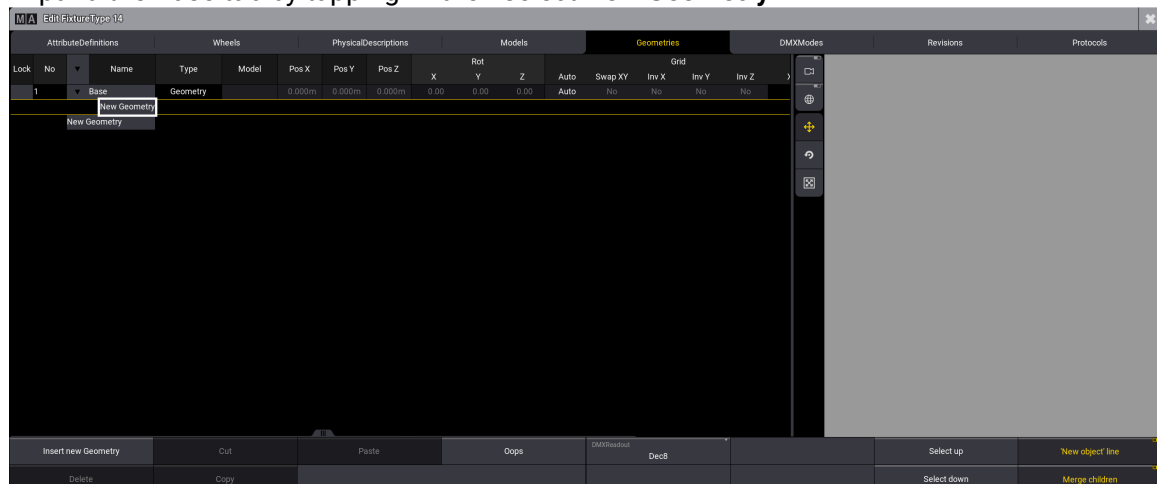 MA Edit FixtureType 14
AttributeDefinitions Wheels PhysicalDescriptions Models Geometries DMXModes Revisions Protocols
Rot Grid
Lock No Name Type Model Pos X Pos Y Pos Z X Y Z Auto Swap XY Inv X Inv Y Inv Z
1 Base Geometry 0.000m 0.000m 0.000m 0.00 0.00 0.00 Auto No No No No
New Geometry
New Geometry
Insert new Geometry Cut Paste Oops DMXReadout Dec8 Select up 'New object' line
Delete Copy Select down Merge children